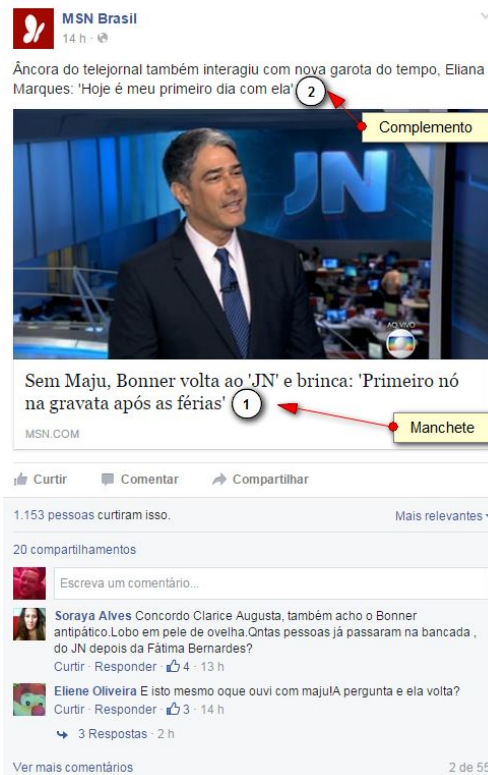 MSN Brasil
14 h ·
Âncora do telejornal também interagiu com nova garota do tempo, Eliana
Marques: 'Hoje é meu primeiro dia com ela'
2
Complemento
JN
AO VIVO
Sem Maju, Bonner volta ao 'JN' e brinca: 'Primeiro nó
na gravata após as férias'
1
Manchete
MSN.COM
Curtir Comentar Compartilhar
1.153 pessoas curtiram isso. Mais relevantes
20 compartilhamentos
Escreva um comentário...
Soraya Alves Concordo Clarice Augusta, também acho o Bonner
antipático.Lobo em pele de ovelha.Qntas pessoas já passaram na bancada ,
do JN depois da Fátima Bernardes?
Curtir · Responder · 4 · 13 h
Eliene Oliveira E isto mesmo oque ouvi com maju!A pergunta e ela volta?
Curtir · Responder · 3 · 14 h
3 Respostas · 2 h
Ver mais comentários 2 de 55